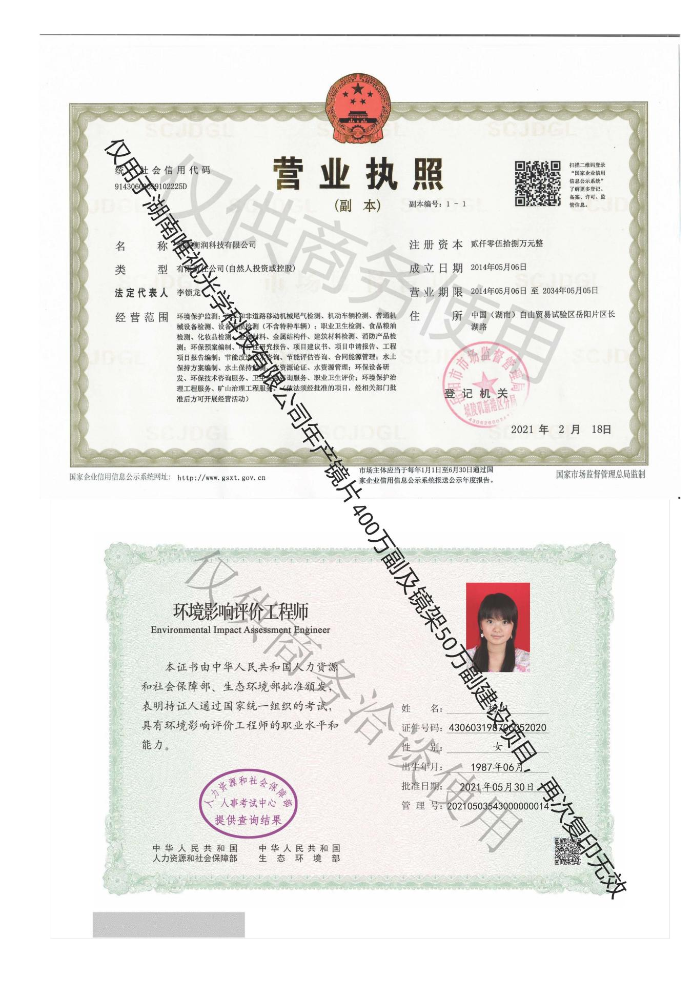 营业执照
(副 本)
副本编号：1 - 1
扫描二维码登录
“国家企业信用
信息公示系统”
了解更多登记、
备案、许可、监
管信息。
统一社会信用代码
名 称 湖南衡润科技有限公司
类 型 有限责任公司(自然人投资或控股)
法定代表人 李锁龙
经营范围 环境保护监测；汽车和非道路移动机械尾气检测、机动车辆检测、普通机
械设备检测、设备无损检测（不含特种车辆）；职业卫生检测、食品粮油
检测、化妆品检测、金属材料、金属结构件、建筑材料检测、消防产品检
测；环保预案编制、可行性研究报告、项目建议书、项目申请报告、工程
项目报告编制；节能改造技术咨询、节能评估咨询、合同能源管理；水土
保持方案编制、水土保持监测、水资源论证、水资源管理；环保设备研
发、环保技术咨询服务、卫生应急咨询服务、职业卫生评价；环境保护治
理工程服务、矿山治理工程服务。（依法须经批准的项目，经相关部门批
准后方可开展经营活动）
注册资本 贰仟零伍拾捌万元整
成立日期 2014年05月06日
营业期限 2014年05月06日 至 2034年05月05日
住 所 中国（湖南）自由贸易试验区岳阳片区长
湖路
岳阳市市场监督管理局
城陵矶新港区分局
登记机关
2021 年 2 月 18日
国家企业信用信息公示系统网址： http://www.gsxt.gov.cn
市场主体应当于每年1月1日至6月30日通过国
家企业信用信息公示系统报送公示年度报告。
国家市场监督管理总局监制
仅供商务使用
仅用于湖南唯视光学科技有限公司年产镜片400万副及镜架50万副建设项目，再次复印无效
环境影响评价工程师
Environmental Impact Assessment Engineer
本证书由中华人民共和国人力资源
和社会保障部、生态环境部批准颁发，
表明持证人通过国家统一组织的考试，
具有环境影响评价工程师的职业水平和
能力。
姓 名： 杨阳
证件号码：430603198706052020
性 别： 女
出生年月： 1987年06月
批准日期： 2021年05月30日
管 理 号：20210503543000000014
人力资源和社会保障部
人事考试中心
提供查询结果
中华人民共和国
人力资源和社会保障部
中华人民共和国
生态环境部
仅供商务洽谈使用